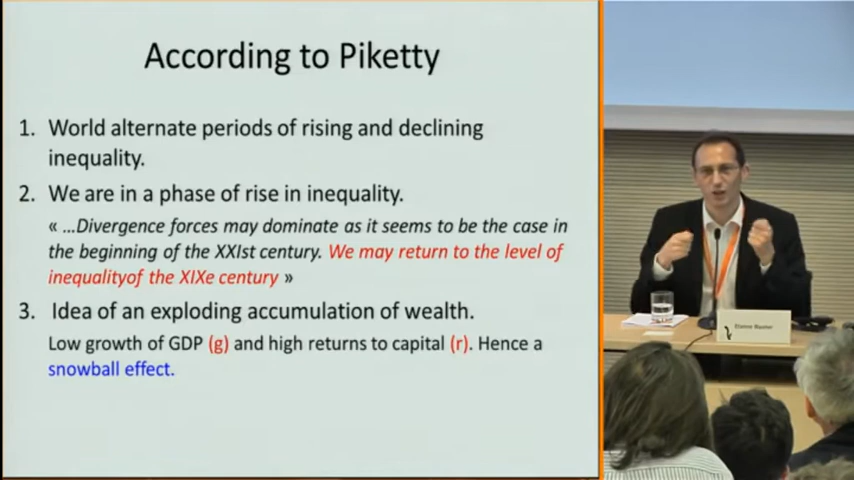 According to Piketty
1. World alternate periods of rising and declining
inequality.
2. We are in a phase of rise in inequality.
« …Divergence forces may dominate as it seems to be the case in
the beginning of the XXIst century. We may return to the level of
inequalityof the XIXe century »
3. Idea of an exploding accumulation of wealth.
Low growth of GDP (g) and high returns to capital (r). Hence a
snowball effect.